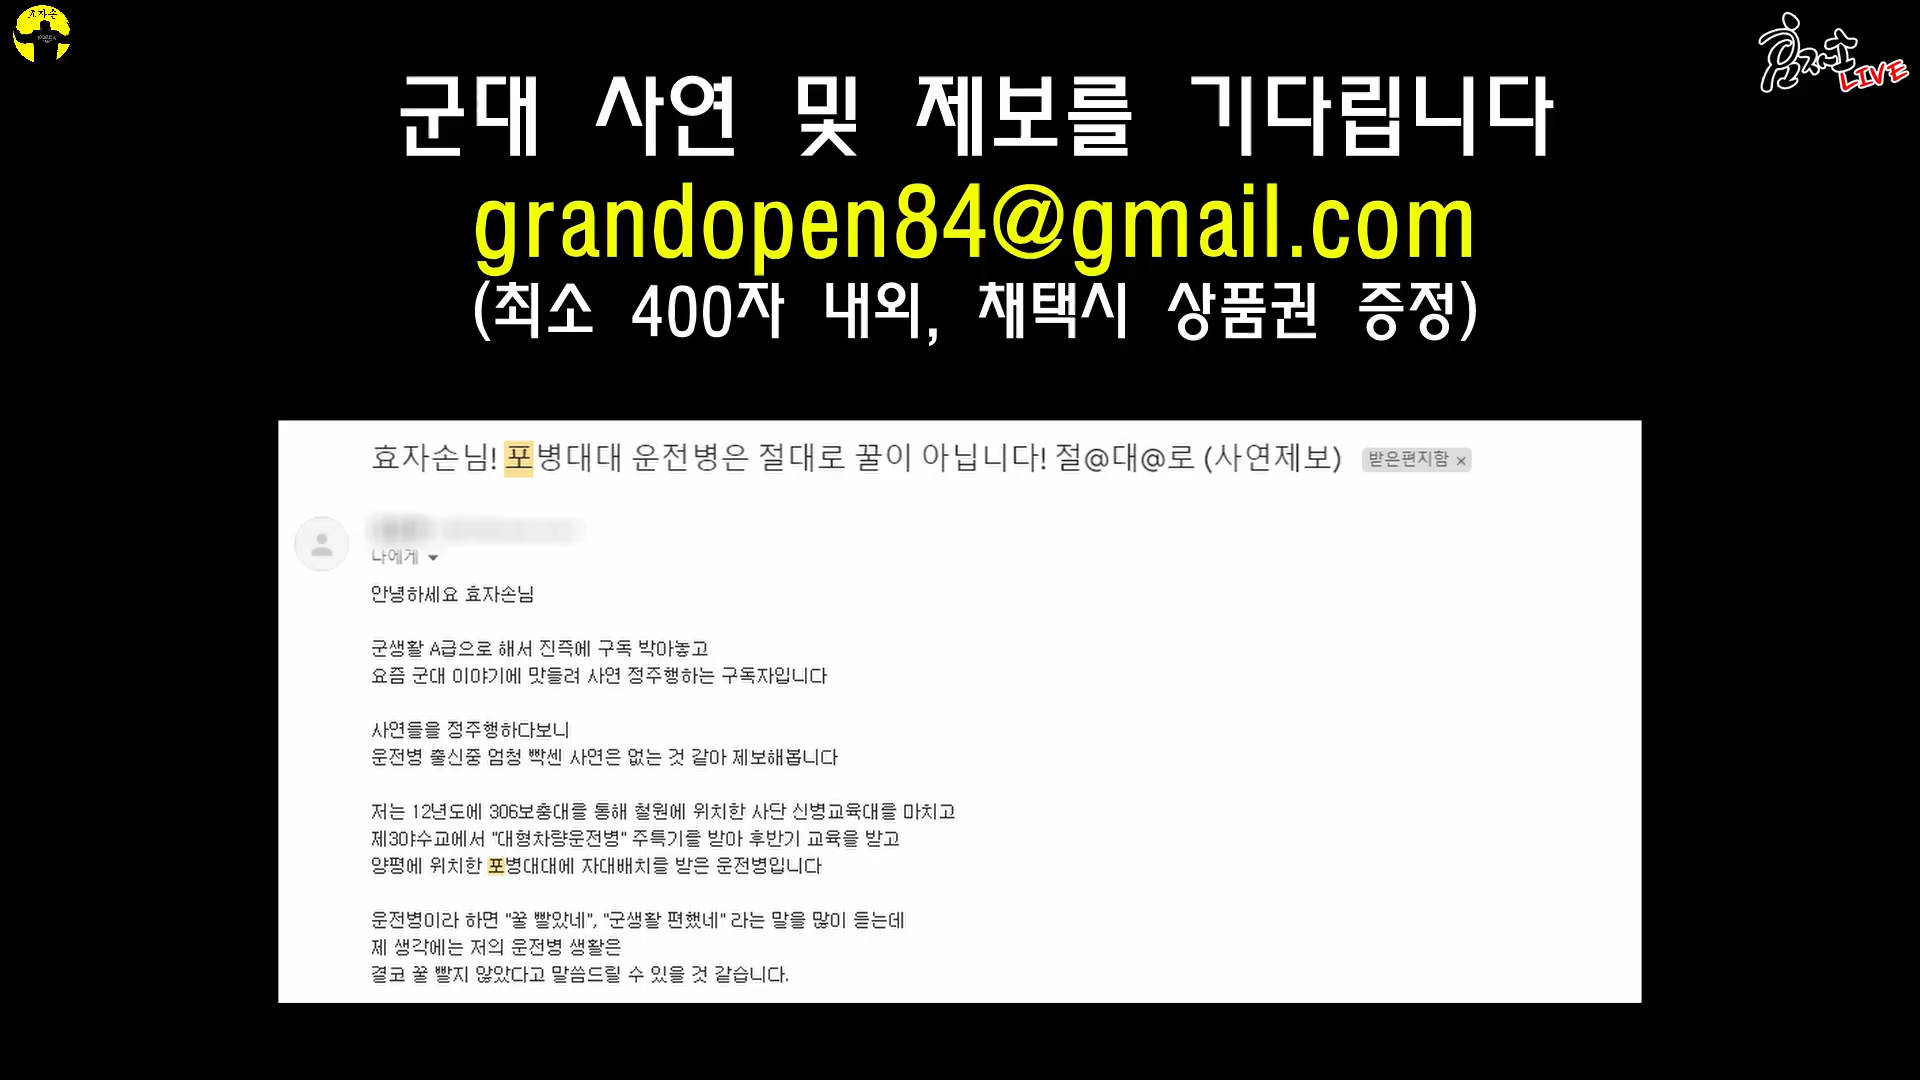 효자손
KOREA
효자손
LIVE
군대 사연 및 제보를 기다립니다
grandopen84@gmail.com
(최소 400자 내외, 채택시 상품권 증정)
효자손님! 포병대대 운전병은 절대로 꿀이 아닙니다! 절@대@로 (사연제보) 받은편지함 ×
나에게
안녕하세요 효자손님
군생활 A급으로 해서 진즉에 구독 박아놓고
요즘 군대 이야기에 맛들려 사연 정주행하는 구독자입니다
사연들을 정주행하다보니
운전병 출신중 엄청 빡센 사연은 없는 것 같아 제보해봅니다
저는 12년도에 306보충대를 통해 철원에 위치한 사단 신병교육대를 마치고
제3야수교에서 "대형차량운전병" 주특기를 받아 후반기 교육을 받고
양평에 위치한 포병대대에 자대배치를 받은 운전병입니다
운전병이라 하면 "꿀 빨았네", "군생활 편했네" 라는 말을 많이 듣는데
제 생각에는 저의 운전병 생활은
결코 꿀 빨지 않았다고 말씀드릴 수 있을 것 같습니다.